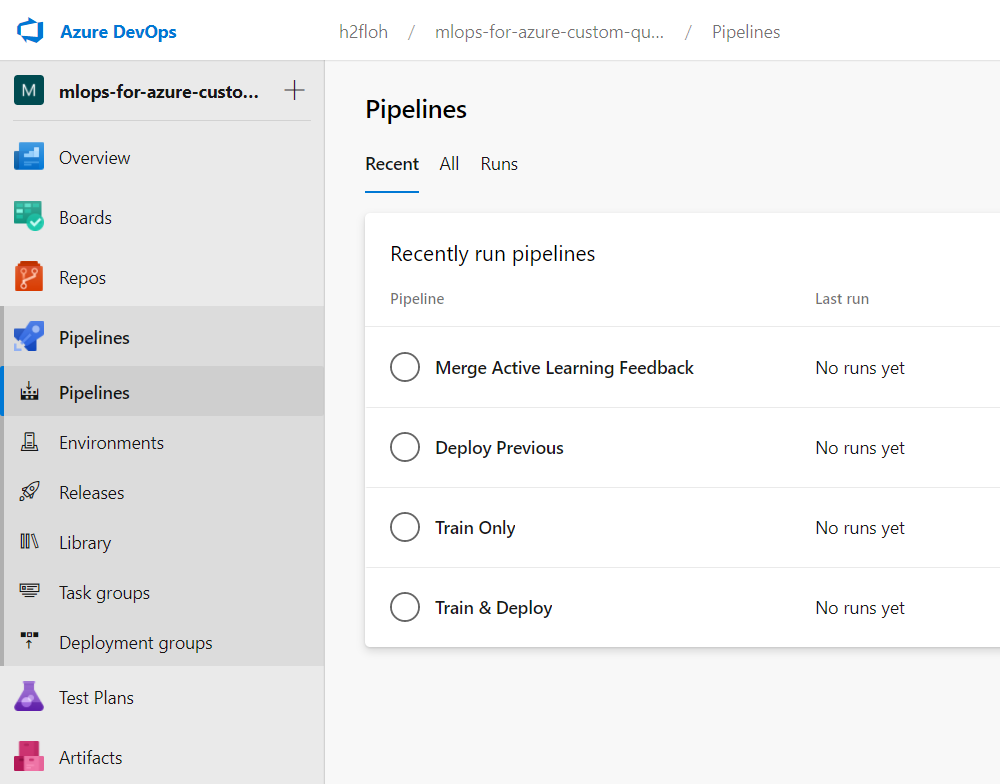 Azure DevOps
h2floh / mlops-for-azure-custom-qu... / Pipelines
M mlops-for-azure-custo... +
Overview
Boards
Repos
Pipelines
Pipelines
Environments
Releases
Library
Task groups
Deployment groups
Test Plans
Artifacts
Pipelines
Recent All Runs
Recently run pipelines
Pipeline Last run
Merge Active Learning Feedback No runs yet
Deploy Previous No runs yet
Train Only No runs yet
Train & Deploy No runs yet